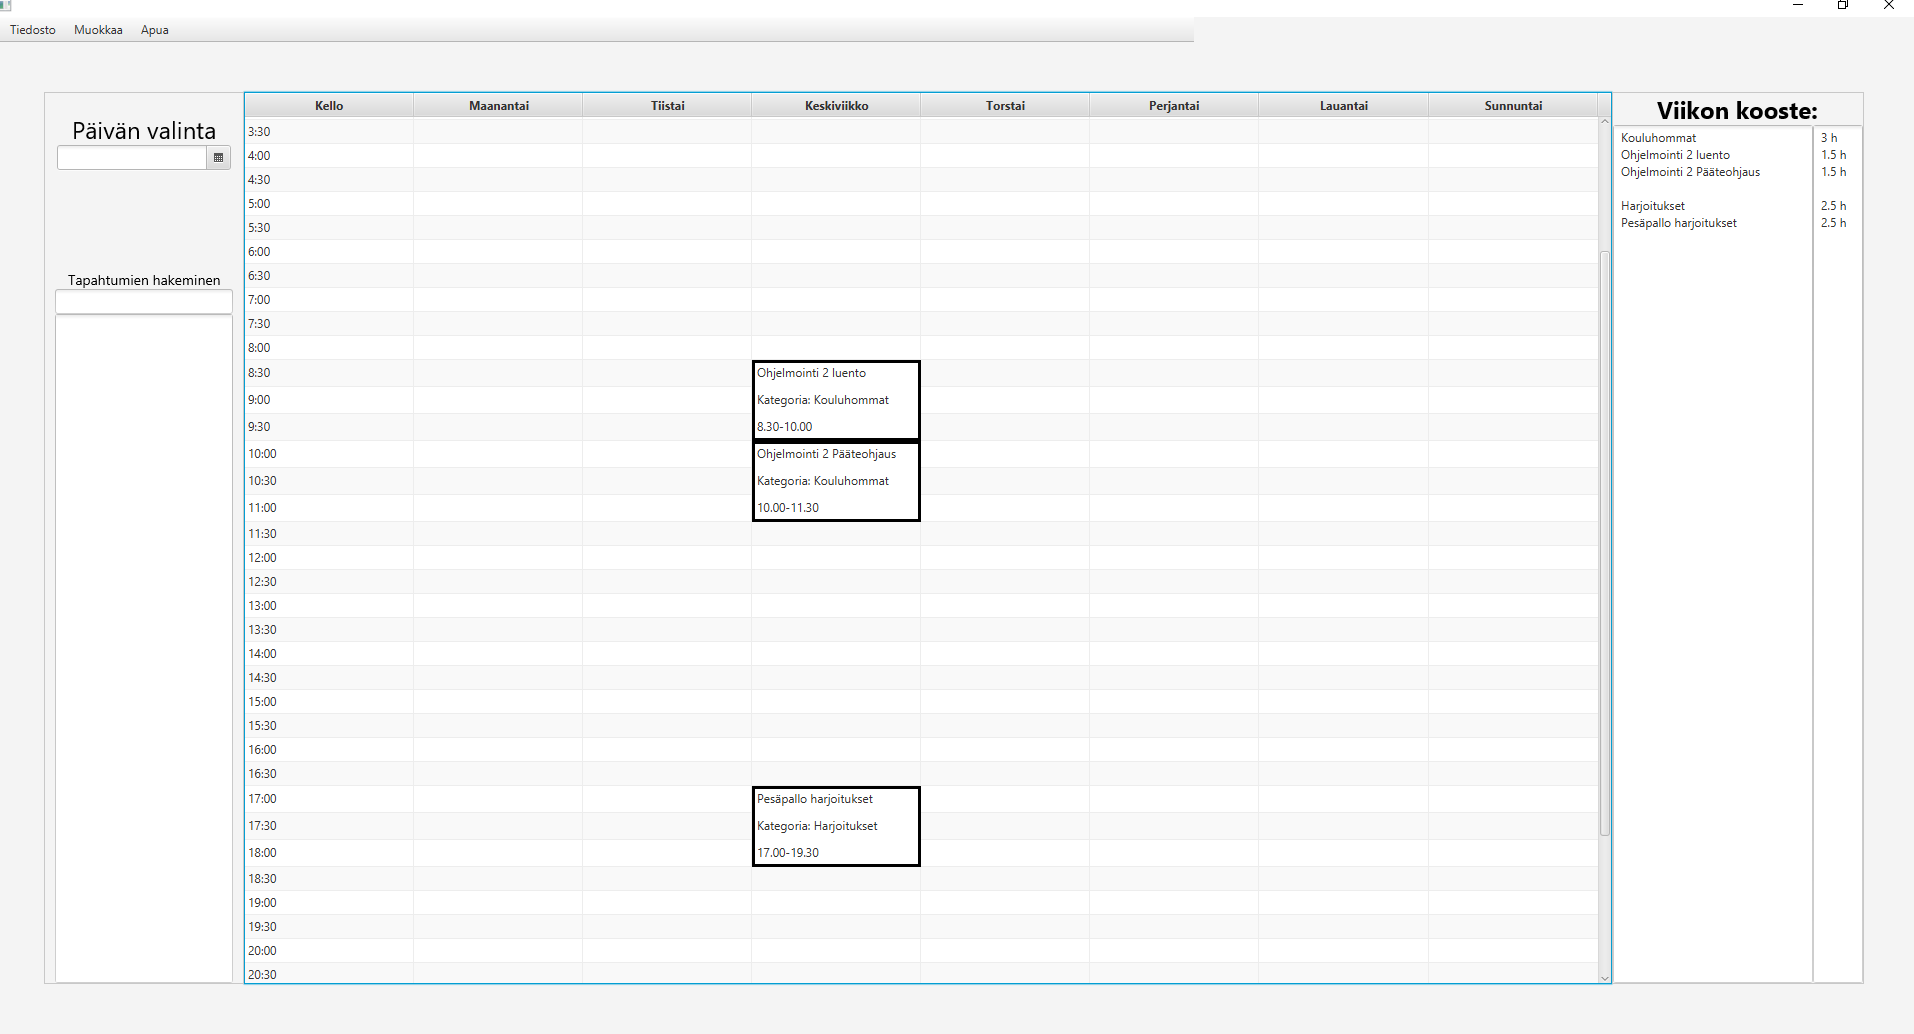 Tiedosto Muokkaa Apua
Päivän valinta
Tapahtumien hakeminen
Kello Maanantai Tiistai Keskiviikko Torstai Perjantai Lauantai Sunnuntai
3:30
4:00
4:30
5:00
5:30
6:00
6:30
7:00
7:30
8:00
8:30 Ohjelmointi 2 luento
9:00 Kategoria: Kouluhommat
9:30 8.30-10.00
10:00 Ohjelmointi 2 Pääteohjaus
10:30 Kategoria: Kouluhommat
11:00 10.00-11.30
11:30
12:00
12:30
13:00
13:30
14:00
14:30
15:00
15:30
16:00
16:30
17:00 Pesäpallo harjoitukset
17:30 Kategoria: Harjoitukset
18:00 17.00-19.30
18:30
19:00
19:30
20:00
20:30
Viikon kooste:
Kouluhommat 3 h
Ohjelmointi 2 luento 1.5 h
Ohjelmointi 2 Pääteohjaus 1.5 h
Harjoitukset 2.5 h
Pesäpallo harjoitukset 2.5 h